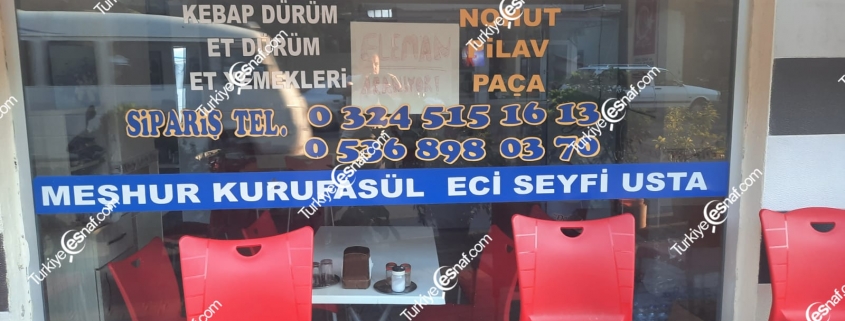 KEBAP DÜRÜM
ET DÜRÜM
ET YEMEKLERİ
NOHUT
PİLAV
PAÇA
ELEMAN
SİPARİŞ TEL. 0 324 515 16 13
0 536 898 03 70
MEŞHUR KURUFASÜL ECİ SEYFİ USTA
Turkiyeesnaf.com